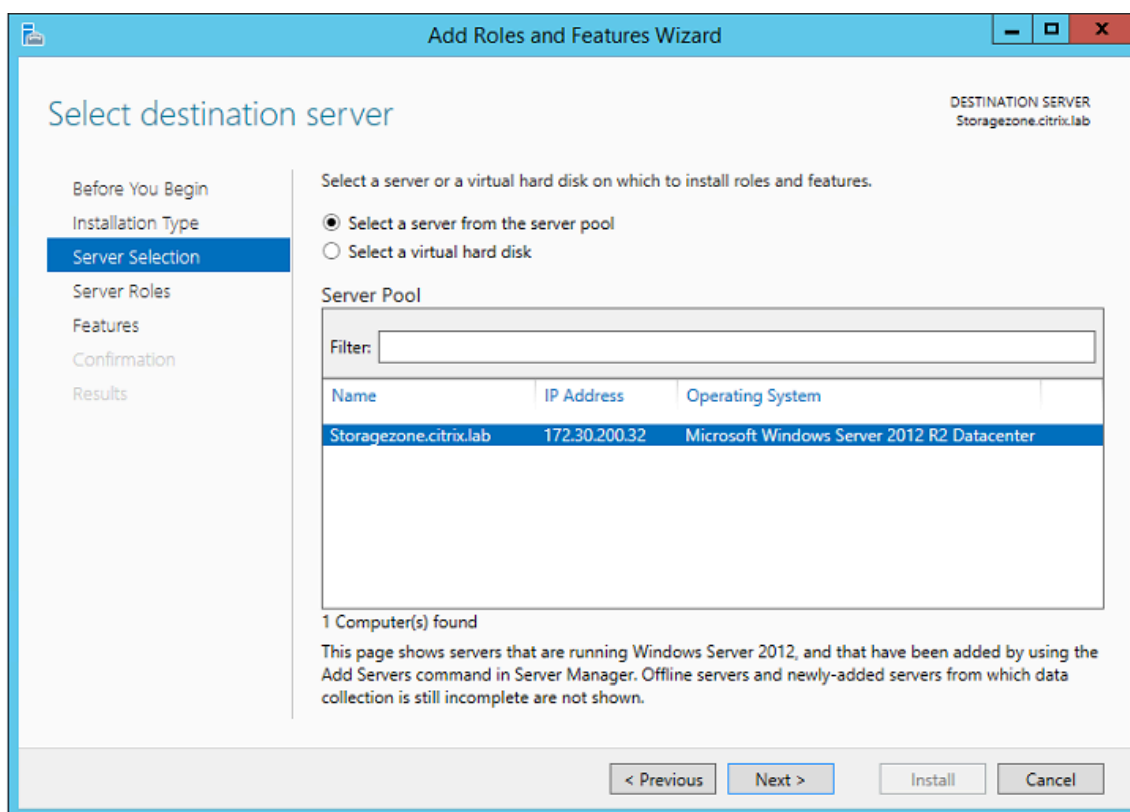 Add Roles and Features Wizard
Select destination server
DESTINATION SERVER
Storagezone.citrix.lab
Before You Begin
Installation Type
Server Selection
Server Roles
Features
Confirmation
Results
Select a server or a virtual hard disk on which to install roles and features.
Select a server from the server pool
Select a virtual hard disk
Server Pool
Filter:
Name IP Address Operating System
Storagezone.citrix.lab 172.30.200.32 Microsoft Windows Server 2012 R2 Datacenter
1 Computer(s) found
This page shows servers that are running Windows Server 2012, and that have been added by using the
Add Servers command in Server Manager. Offline servers and newly-added servers from which data
collection is still incomplete are not shown.
< Previous Next > Install Cancel